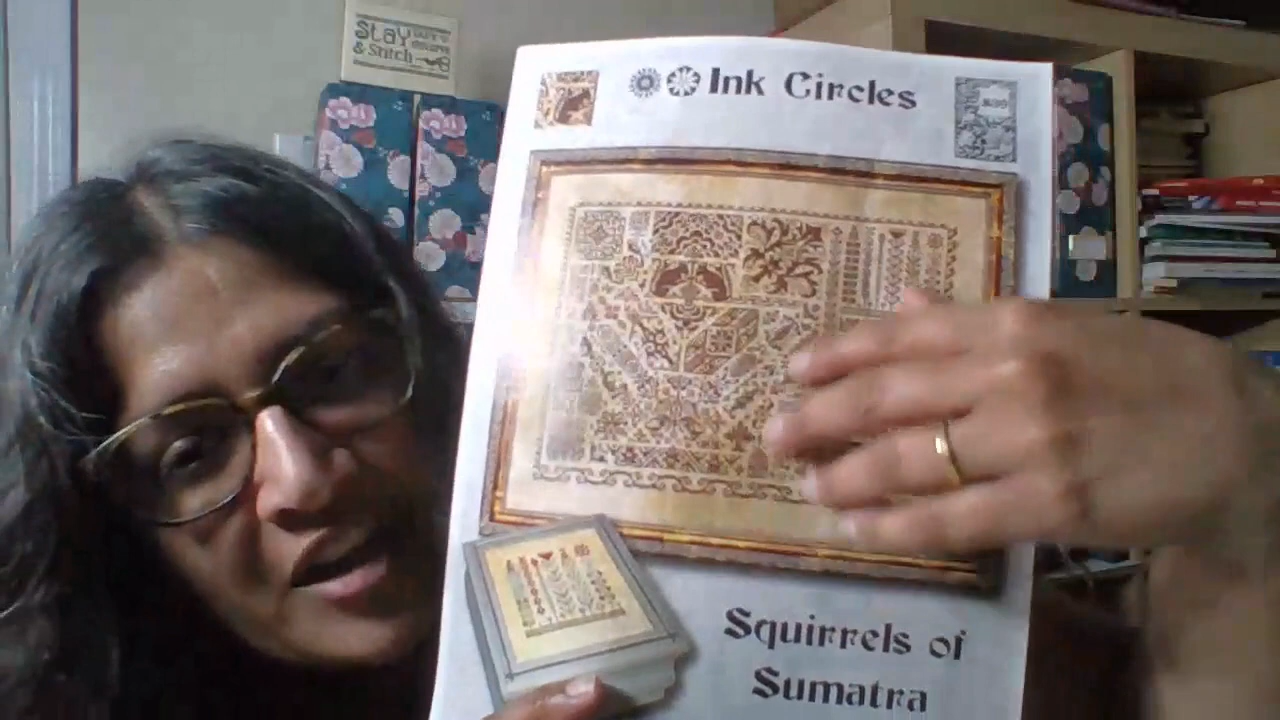 Stay
& Stitch
Ink Circles
Squirrels of
Sumatra